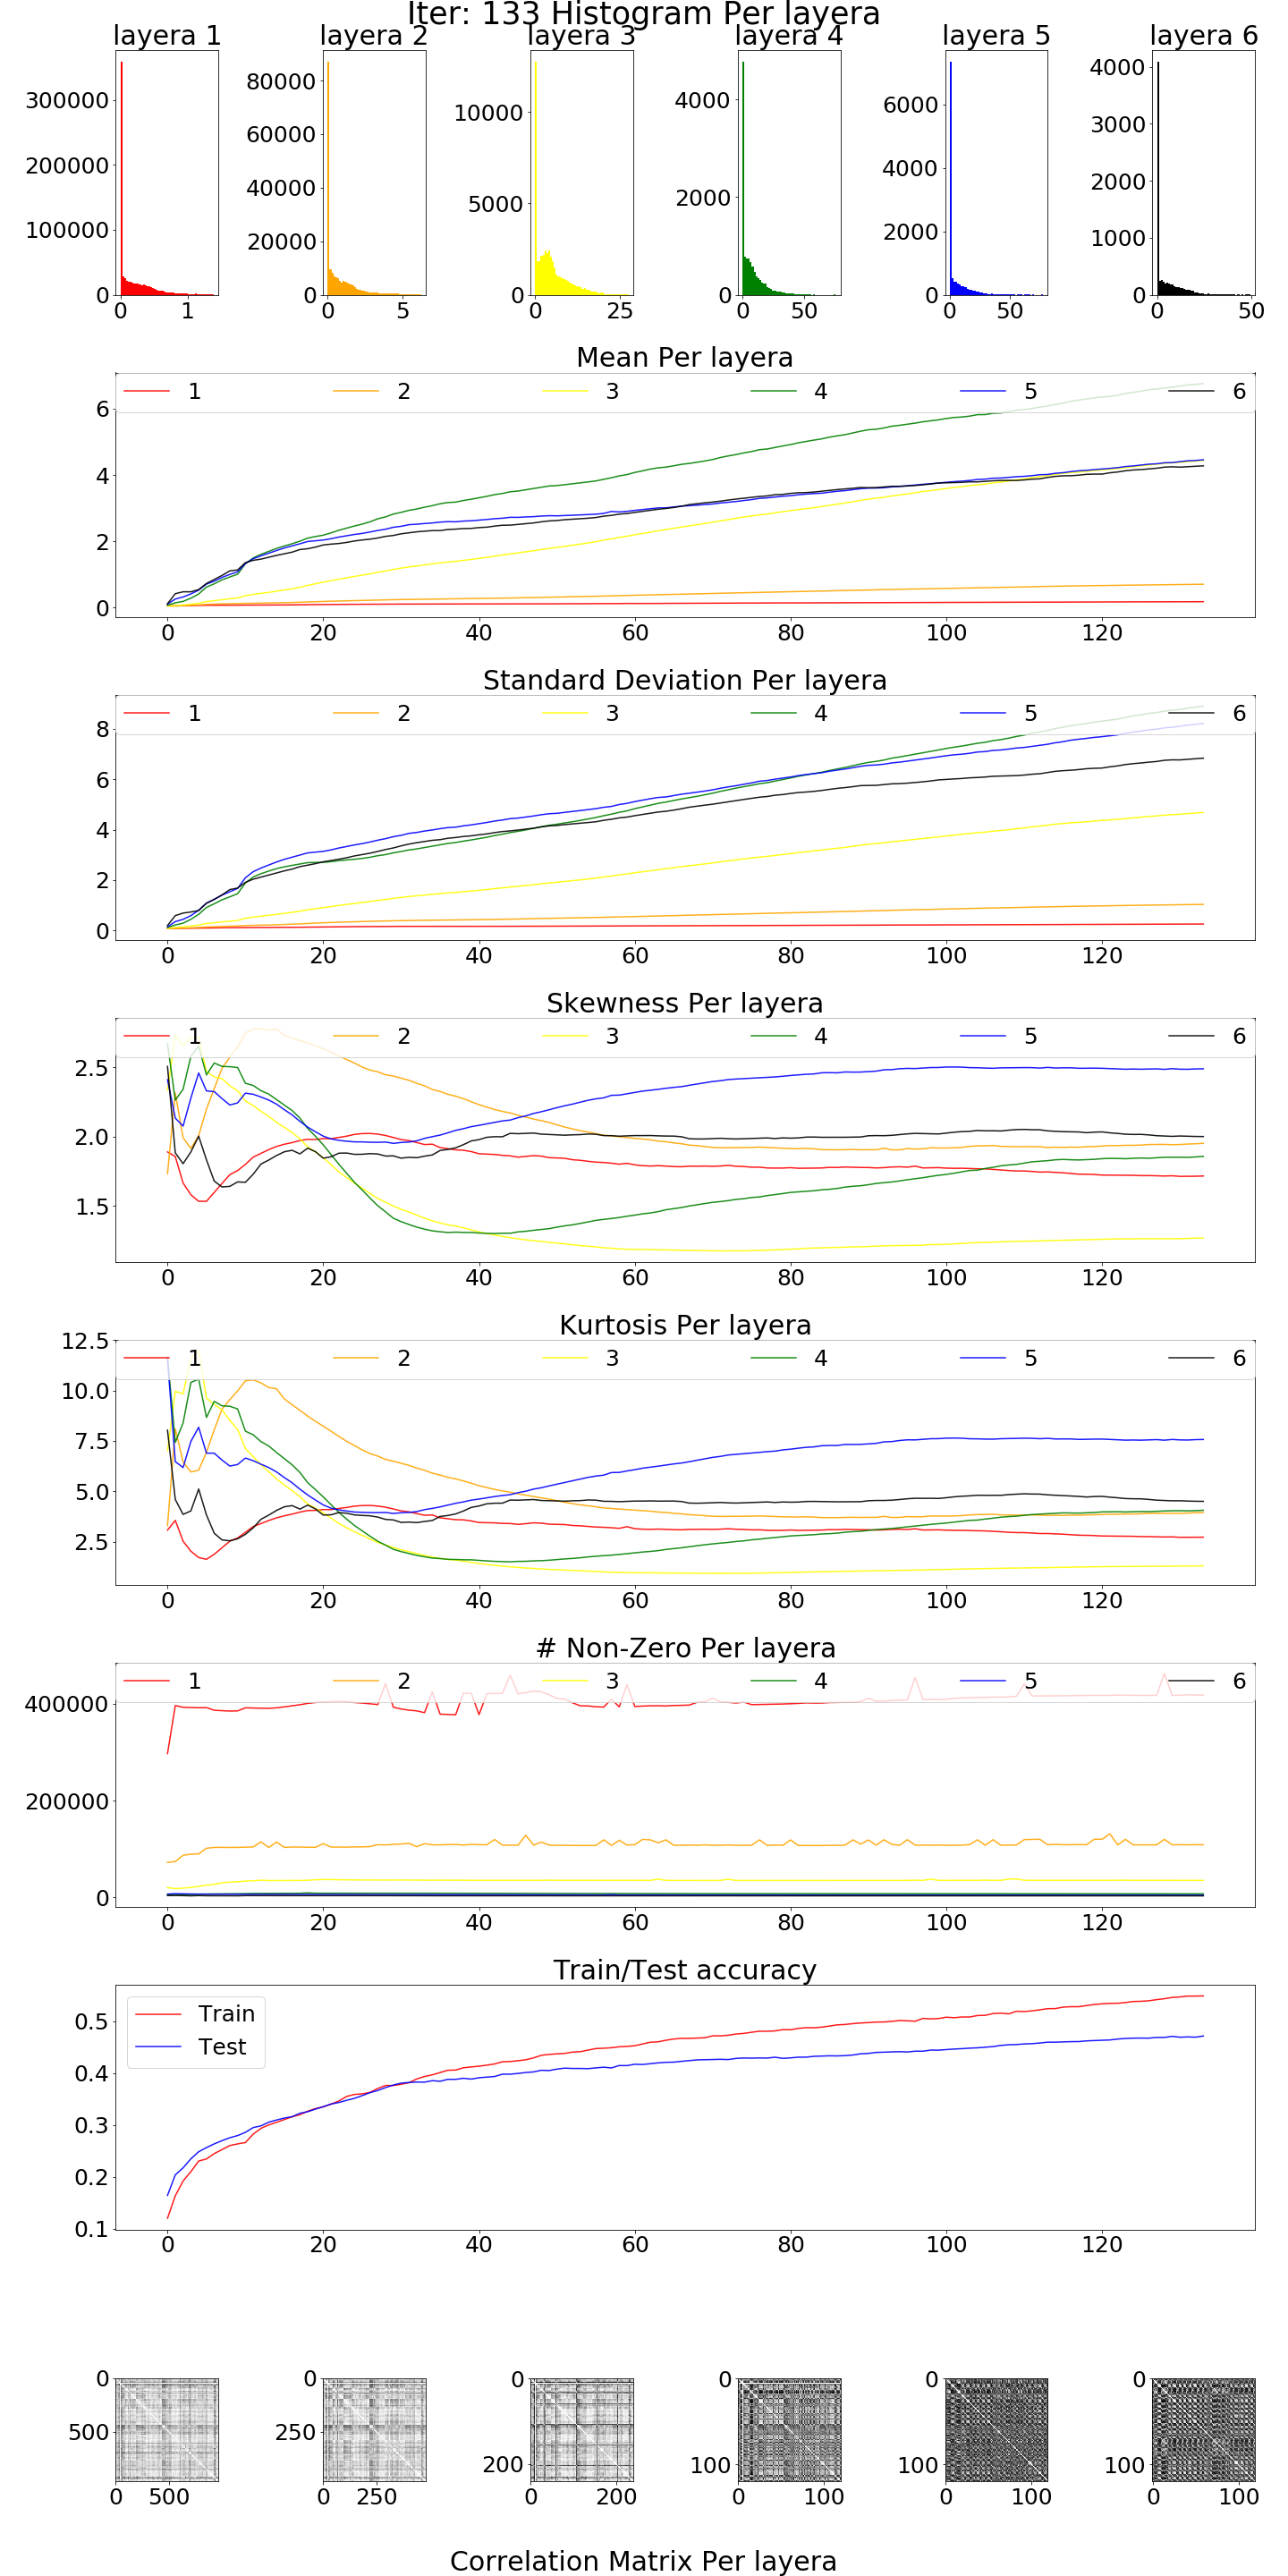 Iter: 133 Histogram Per layera
layera 1 layera 2 layera 3 layera 4 layera 5 layera 6
300000 200000 100000 0 0 1
80000 60000 40000 20000 0 0 5
10000 5000 0 0 25
4000 2000 0 0 50
6000 4000 2000 0 0 50
4000 3000 2000 1000 0 0 50
Mean Per layera
1 2 3 4 5 6
6
4
2
0
0 20 40 60 80 100 120
Standard Deviation Per layera
1 2 3 4 5 6
8
6
4
2
0
0 20 40 60 80 100 120
Skewness Per layera
1 2 3 4 5 6
2.5
2.0
1.5
0 20 40 60 80 100 120
Kurtosis Per layera
12.5
1 2 3 4 5 6
10.0
7.5
5.0
2.5
0 20 40 60 80 100 120
# Non-Zero Per layera
1 2 3 4 5 6
400000
200000
0
0 20 40 60 80 100 120
Train/Test accuracy
Train
Test
0.5
0.4
0.3
0.2
0.1
0 20 40 60 80 100 120
0 0 0 0 0 0
500 250 200 100 100 100
0 500 0 250 0 200 0 100 0 100 0 100
Correlation Matrix Per layera